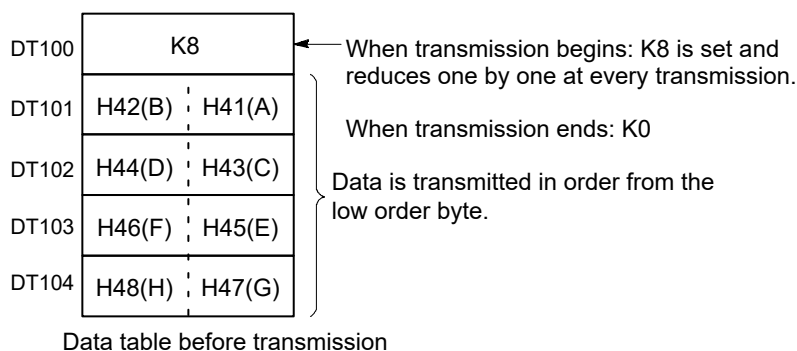 DT100 K8 When transmission begins: K8 is set and
reduces one by one at every transmission.
DT101 H42(B) H41(A)
When transmission ends: K0
DT102 H44(D) H43(C)
Data is transmitted in order from the
low order byte.
DT103 H46(F) H45(E)
DT104 H48(H) H47(G)
Data table before transmission